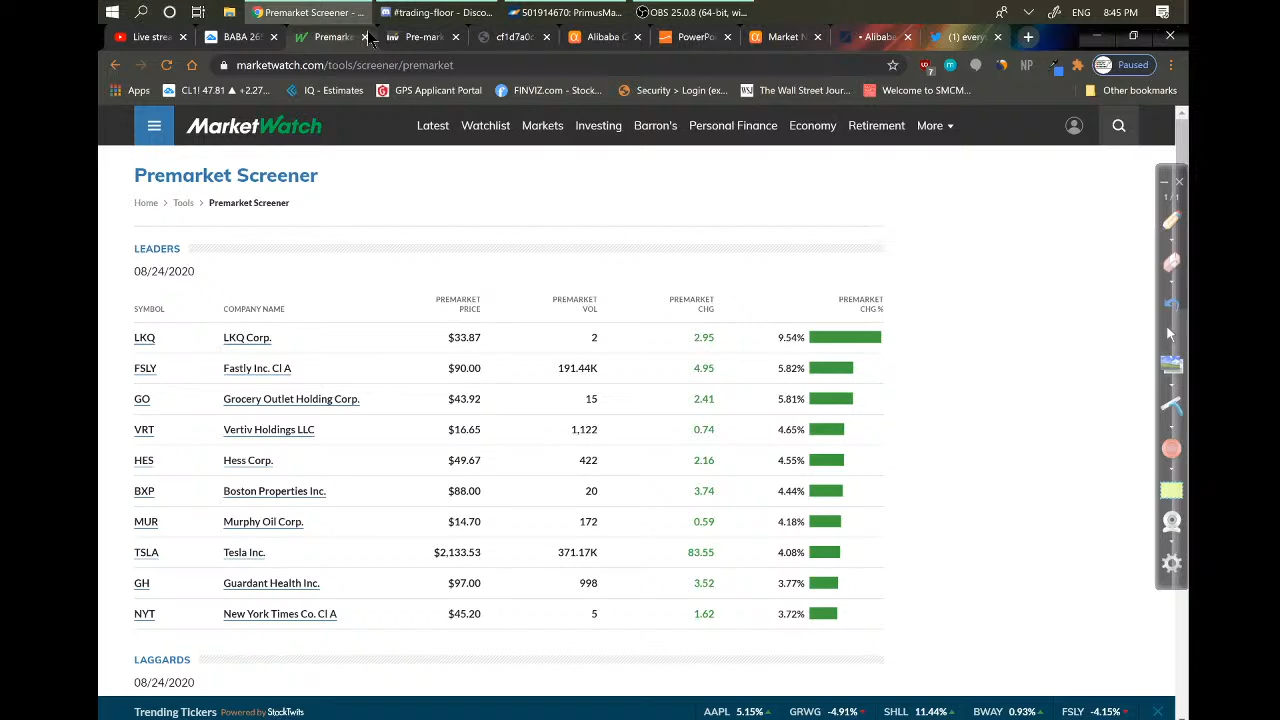 Premarket Screener - ...
#trading-floor - Disco...
501914670: PrimusMa...
OBS 25.0.8 (64-bit, wi...
ENG
8:45 PM
Live strea
BABA 26
Premark
Pre-mark
cf1d7a0c
Alibaba C
PowerPo
Market N
• Alibabe
(1) every
marketwatch.com/tools/screener/premarket
7
NP
Paused
Apps
CL1! 47.81 ▲ +2.27...
IQ - Estimates
GPS Applicant Portal
FINVIZ.com - Stock...
Security > Login (ex...
WSJ
The Wall Street Jour...
Welcome to SMCM...
Other bookmarks
MarketWatch
Latest
Watchlist
Markets
Investing
Barron's
Personal Finance
Economy
Retirement
More
Premarket Screener
Home > Tools > Premarket Screener
1 / 1
LEADERS
08/24/2020
SYMBOL COMPANY NAME PREMARKET PRICE PREMARKET VOL PREMARKET CHG PREMARKET CHG %
LKQ LKQ Corp. $33.87 2 2.95 9.54%
FSLY Fastly Inc. Cl A $90.00 191.44K 4.95 5.82%
GO Grocery Outlet Holding Corp. $43.92 15 2.41 5.81%
VRT Vertiv Holdings LLC $16.65 1,122 0.74 4.65%
HES Hess Corp. $49.67 422 2.16 4.55%
BXP Boston Properties Inc. $88.00 20 3.74 4.44%
MUR Murphy Oil Corp. $14.70 172 0.59 4.18%
TSLA Tesla Inc. $2,133.53 371.17K 83.55 4.08%
GH Guardant Health Inc. $97.00 998 3.52 3.77%
NYT New York Times Co. Cl A $45.20 5 1.62 3.72%
LAGGARDS
08/24/2020
Trending Tickers Powered by StockTwits AAPL 5.15% GRWG -4.91% SHLL 11.44% BWAY 0.93% FSLY -4.15%